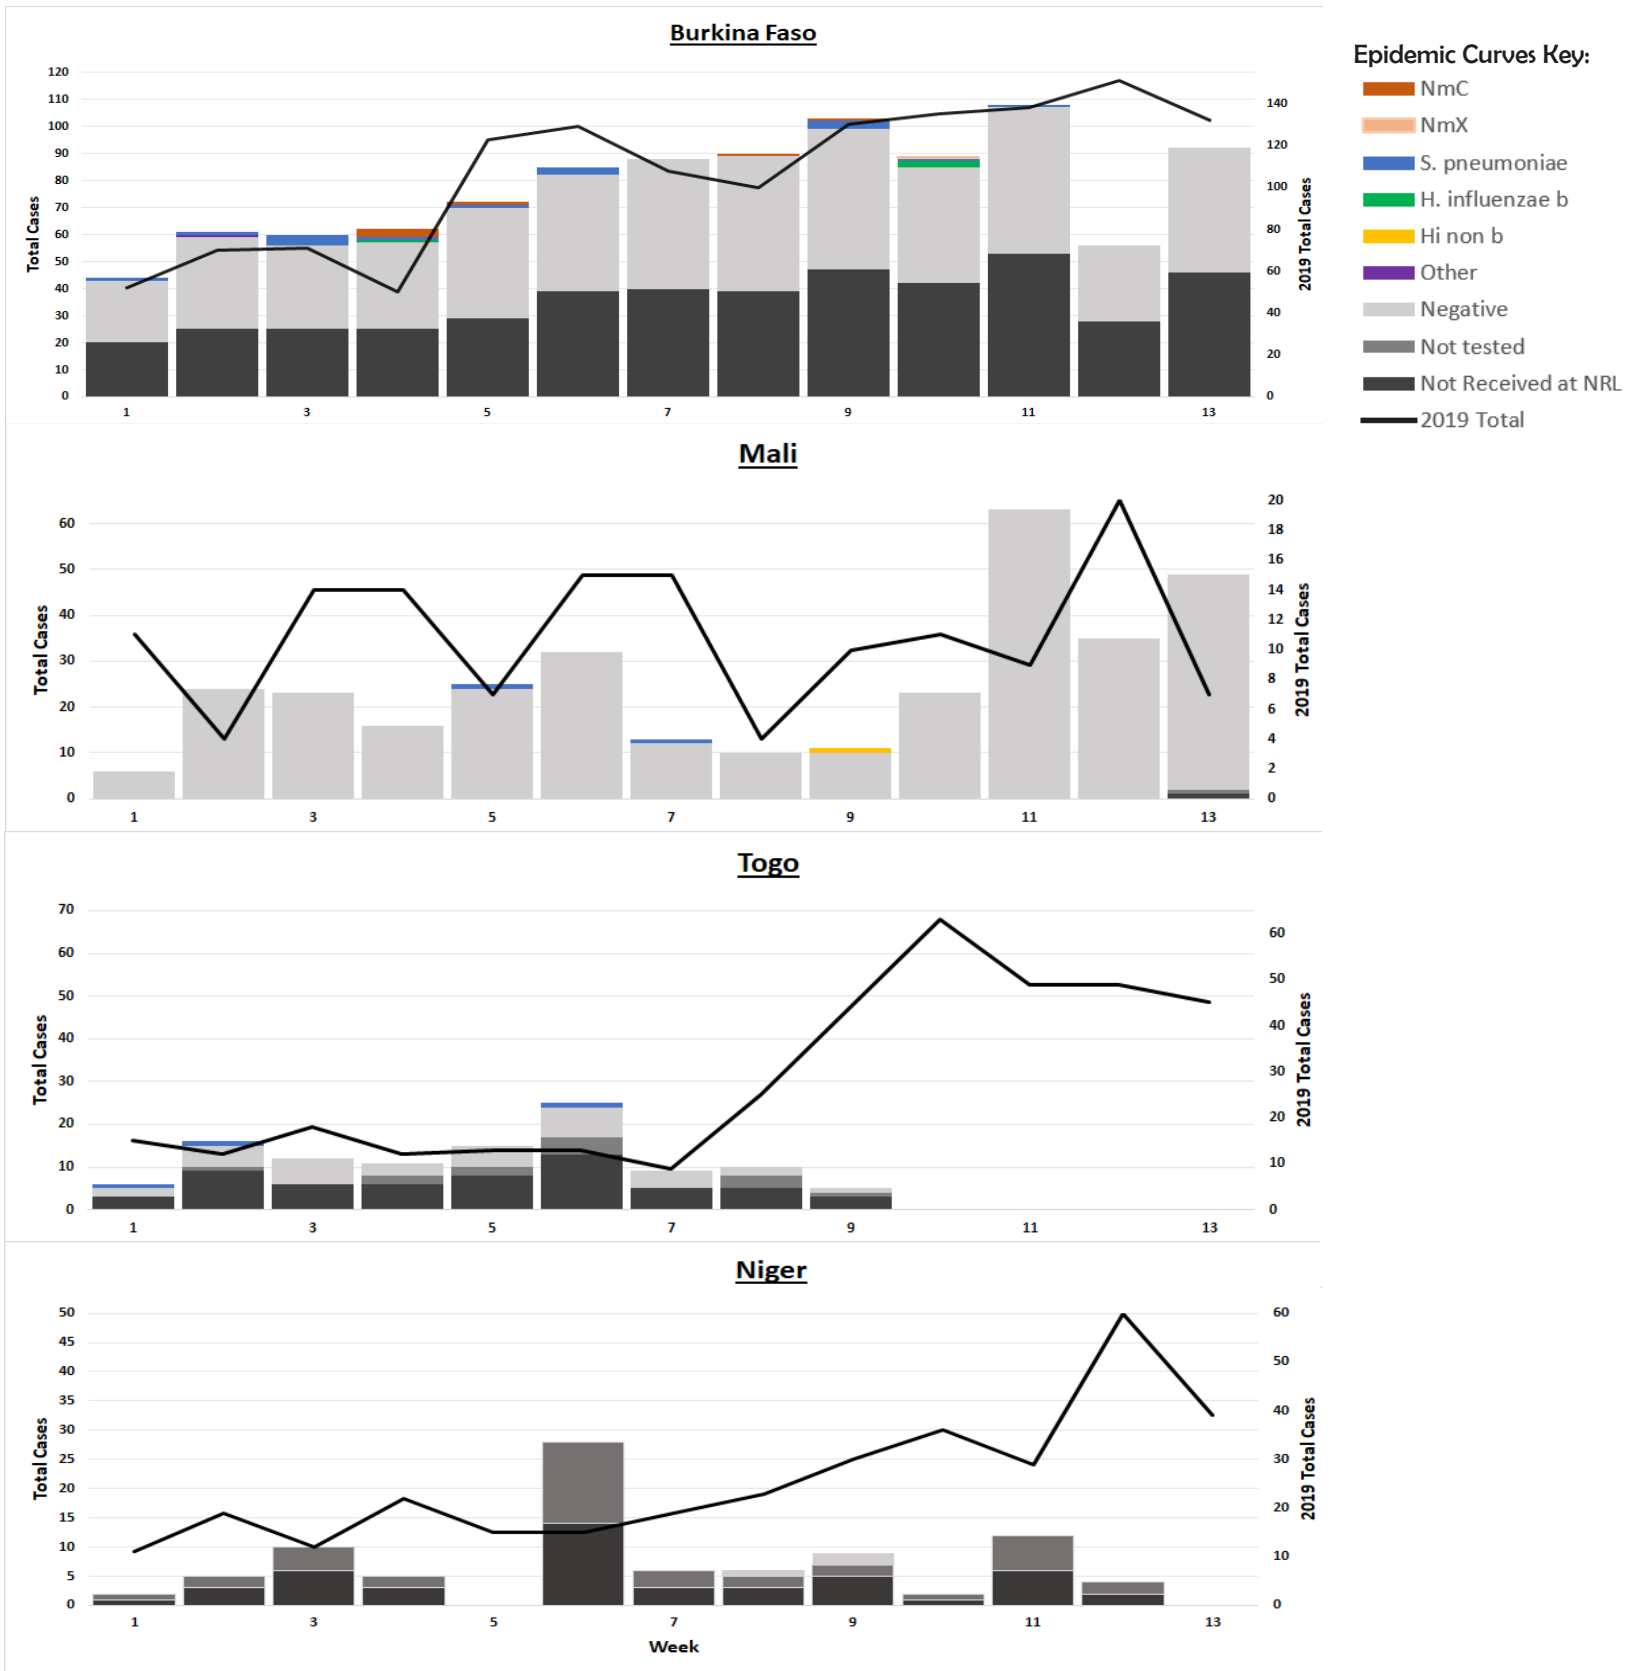 Burkina Faso
Total Cases
120
110
100
90
80
70
60
50
40
30
20
10
0
140
120
100
80
60
40
20
0
2019 Total Cases
1 3 5 7 9 11 13
Epidemic Curves Key:
NmC
NmX
S. pneumoniae
H. influenzae b
Hi non b
Other
Negative
Not tested
Not Received at NRL
2019 Total
Mali
Total Cases
60
50
40
30
20
10
0
20
18
16
14
12
10
8
6
4
2
0
2019 Total Cases
1 3 5 7 9 11 13
Togo
Total Cases
70
60
50
40
30
20
10
0
60
50
40
30
20
10
0
2019 Total Cases
1 3 5 7 9 11 13
Niger
Total Cases
50
45
40
35
30
25
20
15
10
5
0
60
50
40
30
20
10
0
2019 Total Cases
1 3 5 7 9 11 13
Week